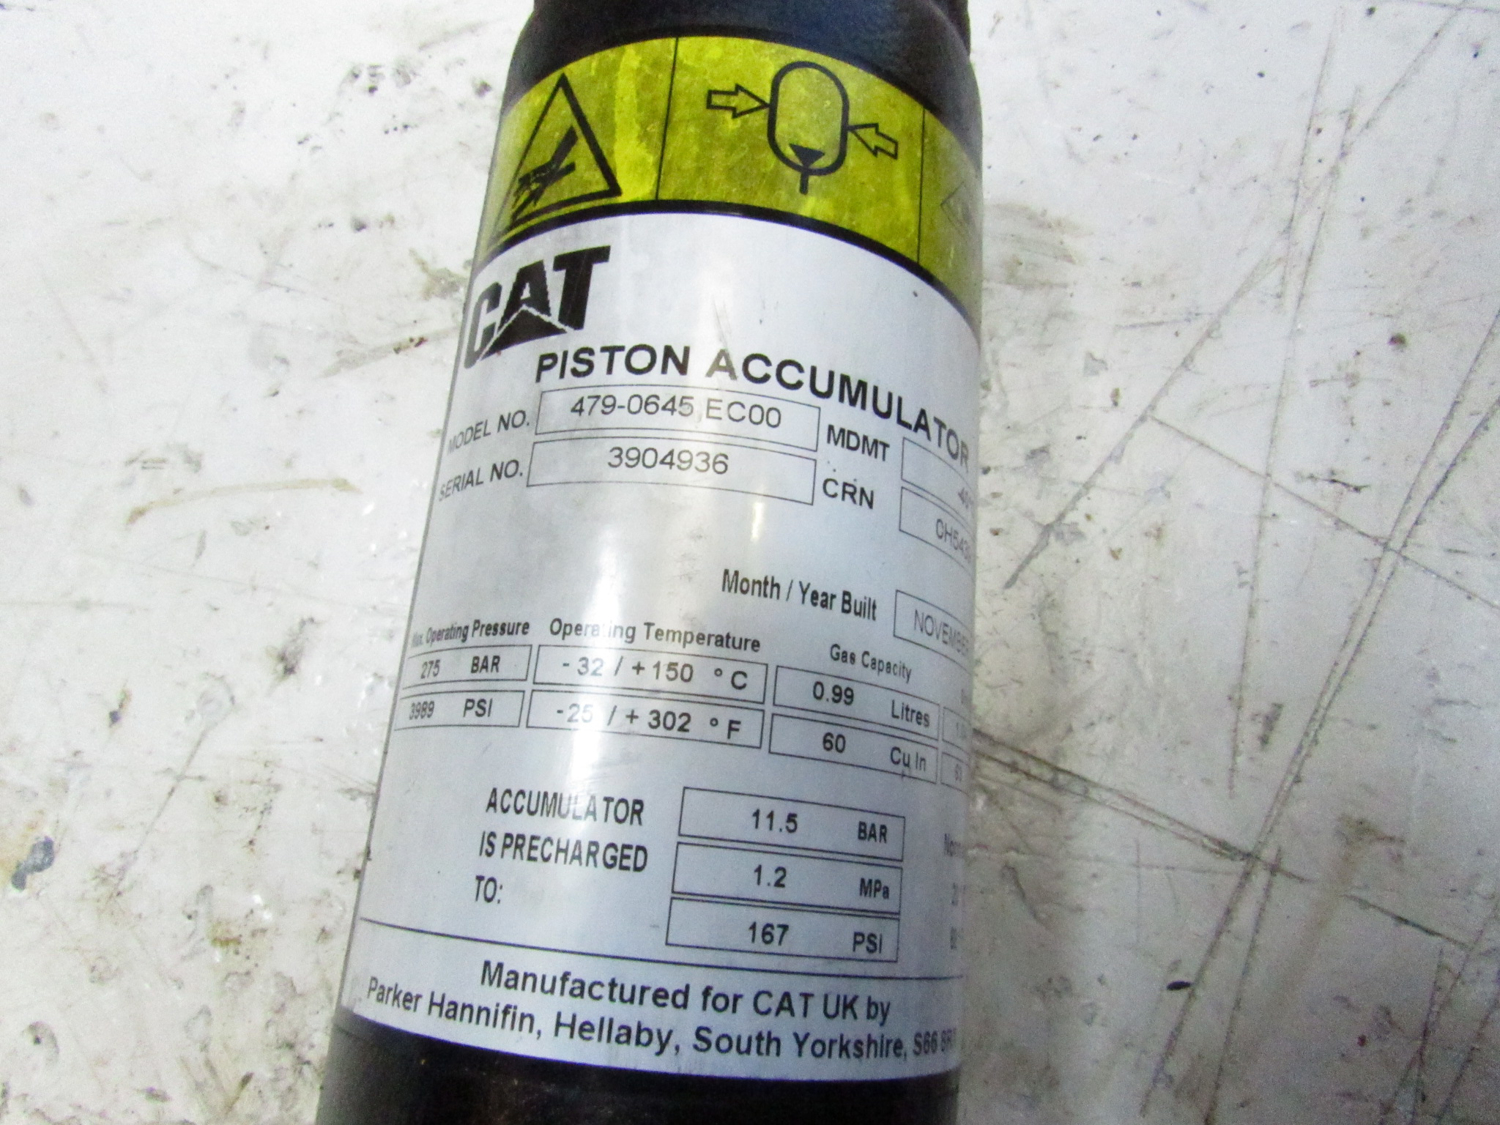 CAT
PISTON ACCUMULATOR
MODEL NO. 479-0645 EC00 MDMT
SERIAL NO. 3904936 CRN
Month / Year Built NOVEMBER
Max. Operating Pressure Operating Temperature Gas Capacity
275 BAR - 32 / + 150 ° C 0.99 Litres
3989 PSI - 25 / + 302 ° F 60 Cu In
ACCUMULATOR
IS PRECHARGED
TO:
11.5 BAR
1.2 MPa
167 PSI
Manufactured for CAT UK by
Parker Hannifin, Hellaby, South Yorkshire, S66